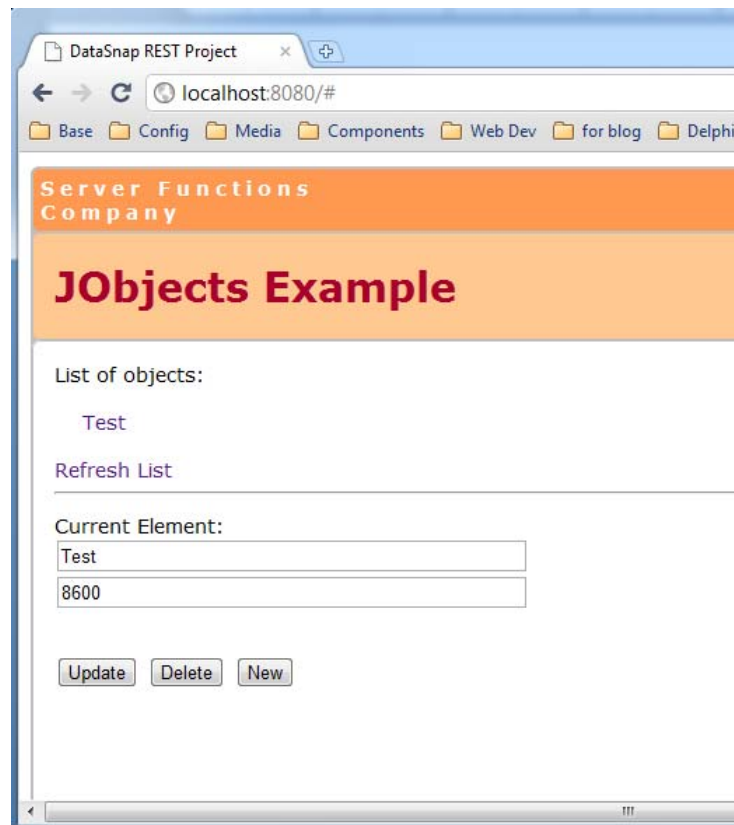 DataSnap REST Project
localhost:8080/#
Base Config Media Components Web Dev for blog Delphi
Server Functions
Company
JObjects Example
List of objects:
Test
Refresh List
Current Element:
Test
8600
Update Delete New